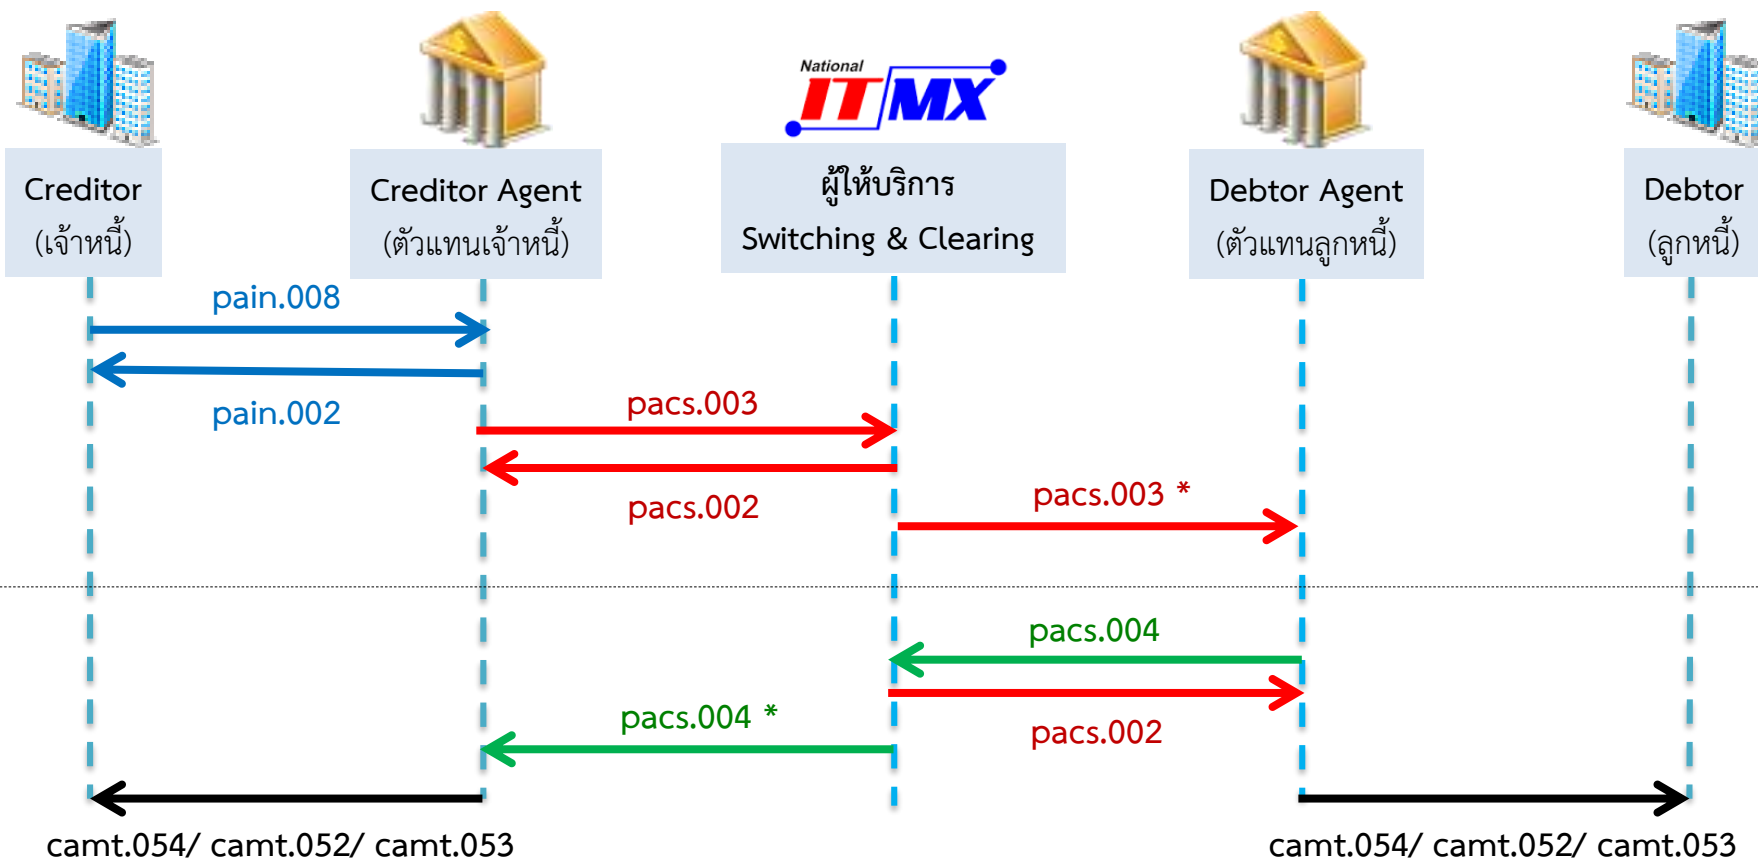 National
ITMX
Creditor
(เจ้าหนี้)
Creditor Agent
(ตัวแทนเจ้าหนี้)
ผู้ให้บริการ
Switching & Clearing
Debtor Agent
(ตัวแทนลูกหนี้)
Debtor
(ลูกหนี้)
pain.008
pain.002
pacs.003
pacs.002
pacs.003 *
pacs.004
pacs.002
pacs.004 *
camt.054/ camt.052/ camt.053
camt.054/ camt.052/ camt.053